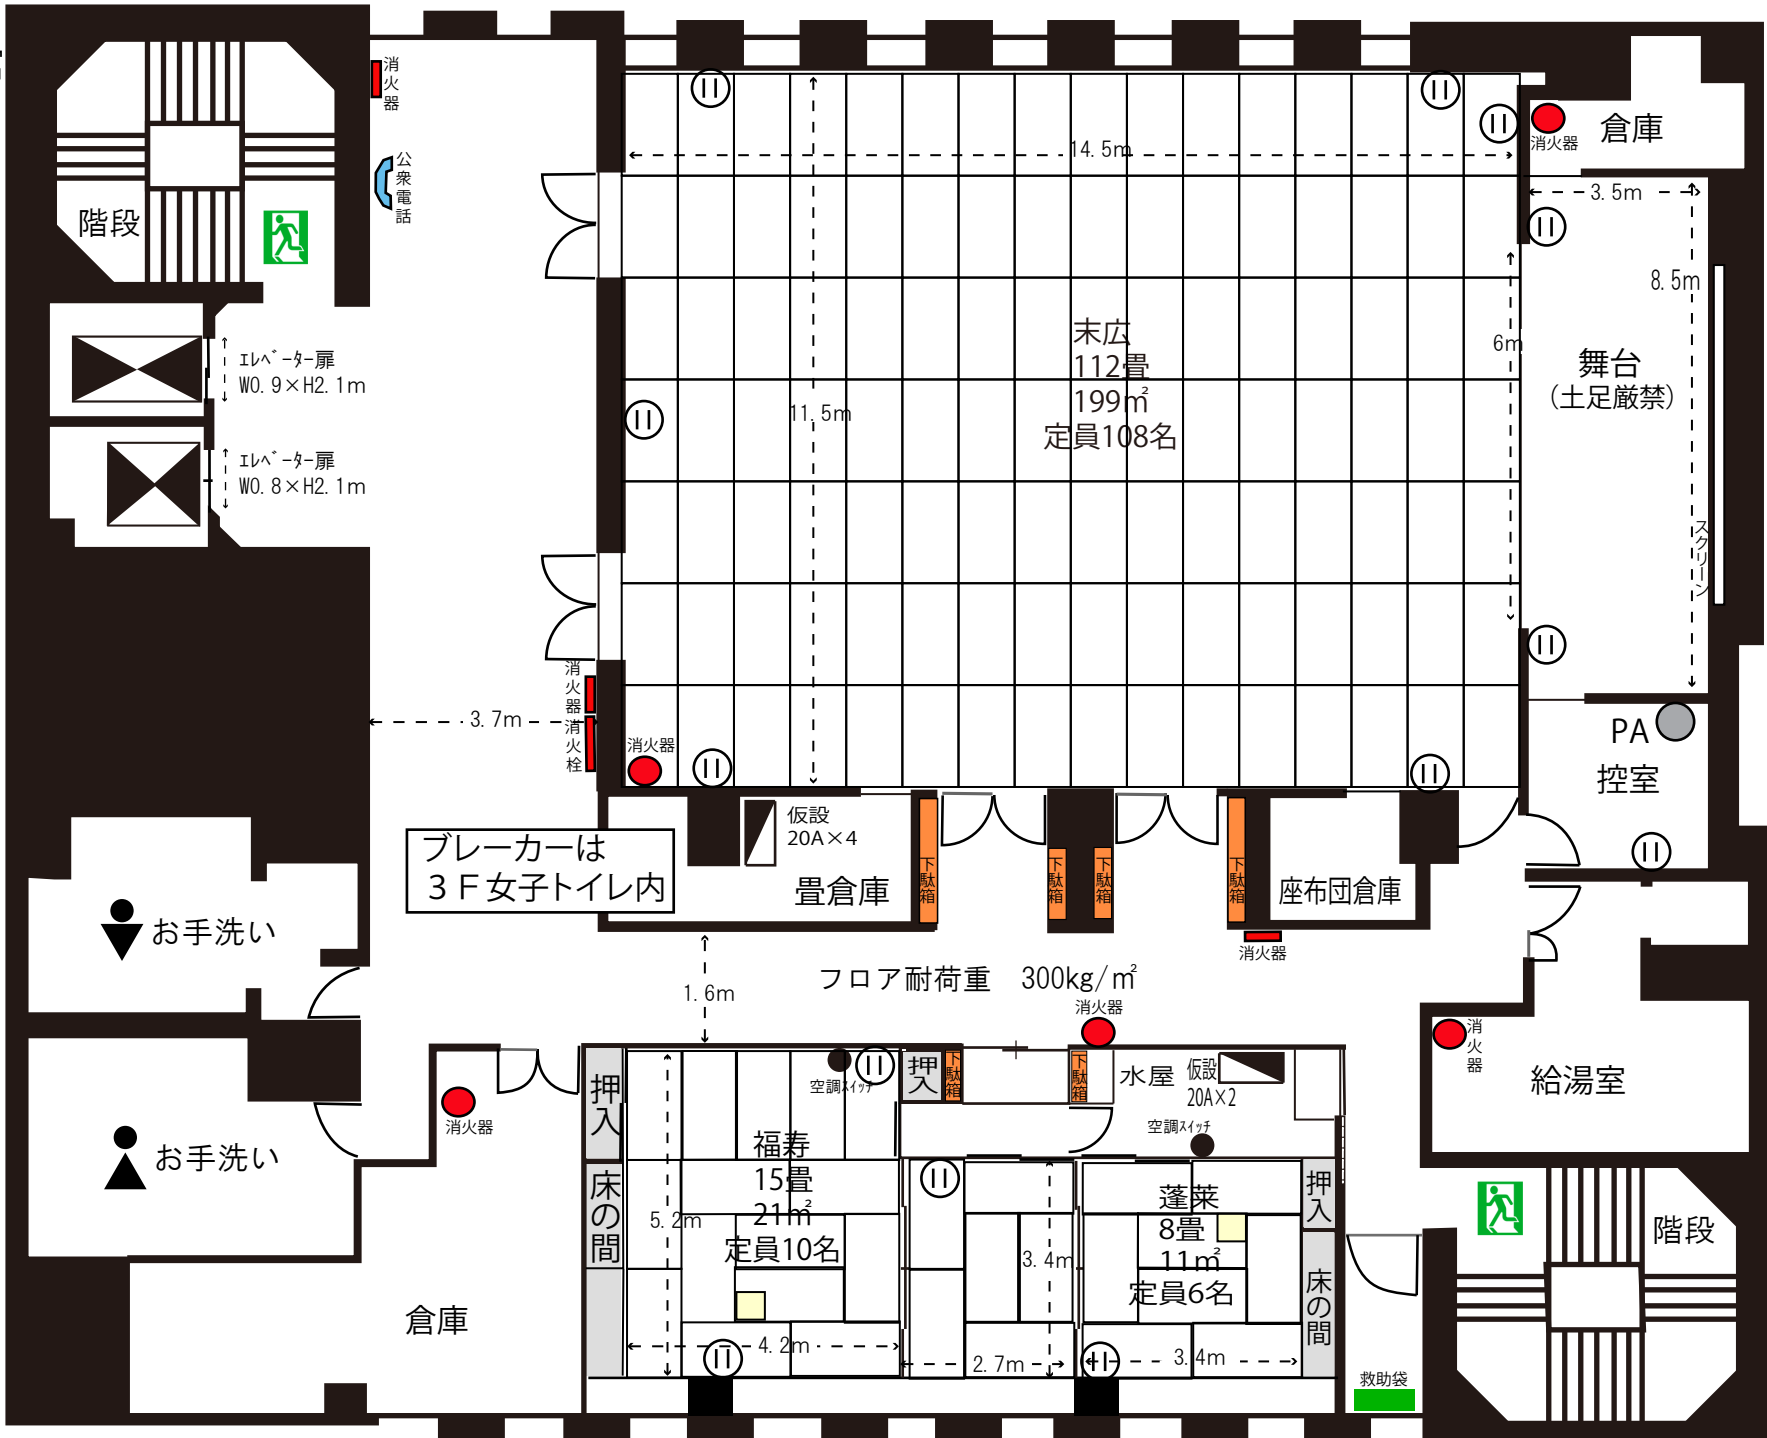 消火器
公衆電話
階段
エレベーター扉
W0.9×H2.1m
エレベーター扉
W0.8×H2.1m
14.5m
11.5m
末広
112畳
199㎡
定員108名
消火器
倉庫
3.5m
8.5m
6m
舞台
(土足厳禁)
スクリーン
3.7m
消火器
消火栓
消火器
PA
控室
ブレーカーは
３Ｆ女子トイレ内
仮設
20A×4
畳倉庫
下駄箱
下駄箱
下駄箱
下駄箱
座布団倉庫
消火器
お手洗い
1.6m
フロア耐荷重　300kg/㎡
消火器
消火器
給湯室
お手洗い
消火器
押入
床の間
空調スイッチ
福寿
15畳
21㎡
定員10名
5.2m
4.2m
押入
下駄箱
下駄箱
水屋
仮設
20A×2
空調スイッチ
2.7m
3.4m
蓬莱
8畳
11㎡
定員6名
3.4m
押入
床の間
倉庫
階段
救助袋